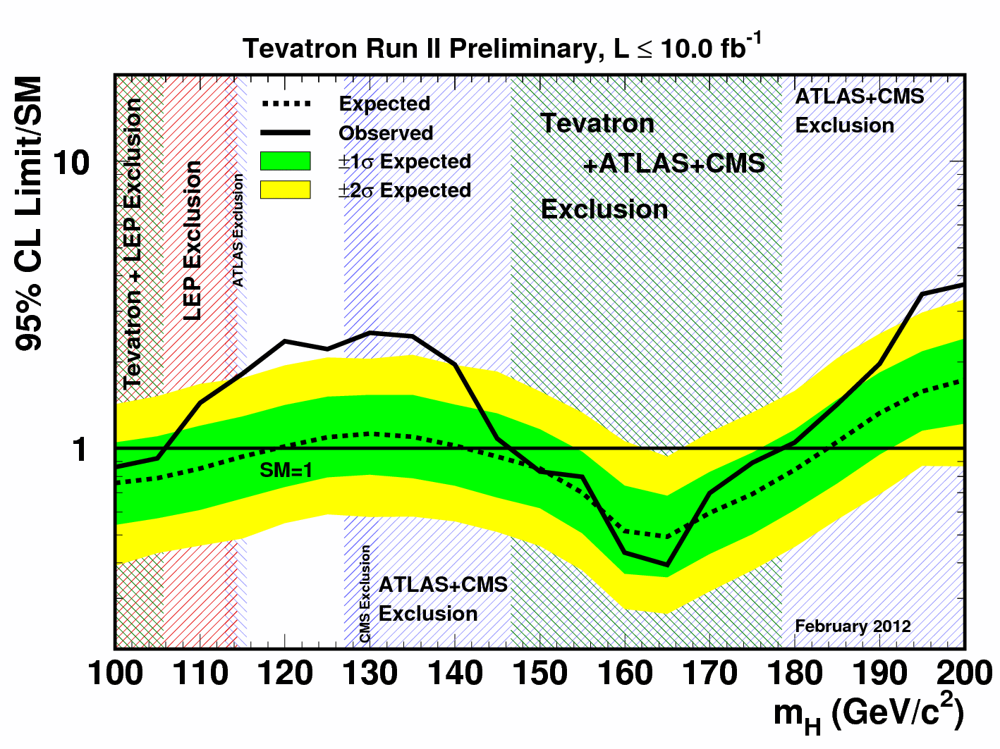 Tevatron Run II Preliminary, L ≤ 10.0 fb⁻¹
95% CL Limit/SM
10
1
Tevatron + LEP Exclusion
LEP Exclusion
ATLAS Exclusion
Expected
Observed
±1σ Expected
±2σ Expected
Tevatron
+ATLAS+CMS
Exclusion
ATLAS+CMS
Exclusion
SM=1
CMS Exclusion
ATLAS+CMS
Exclusion
February 2012
100 110 120 130 140 150 160 170 180 190 200
m_H (GeV/c²)